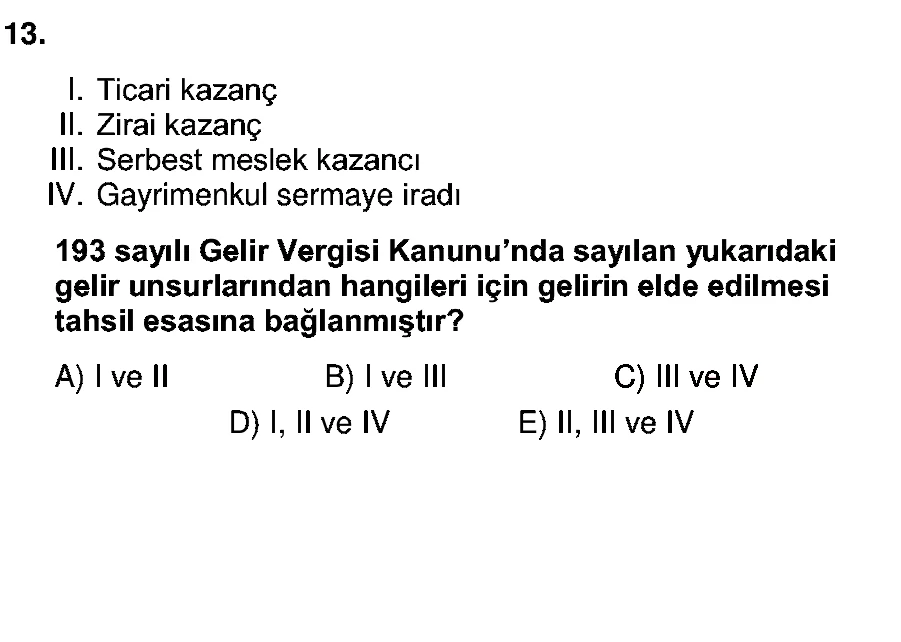 13.
I. Ticari kazanç
II. Zirai kazanç
III. Serbest meslek kazancı
IV. Gayrimenkul sermaye iradı
193 sayılı Gelir Vergisi Kanunu’nda sayılan yukarıdaki
gelir unsurlarından hangileri için gelirin elde edilmesi
tahsil esasına bağlanmıştır?
A) I ve II B) I ve III C) III ve IV
D) I, II ve IV E) II, III ve IV